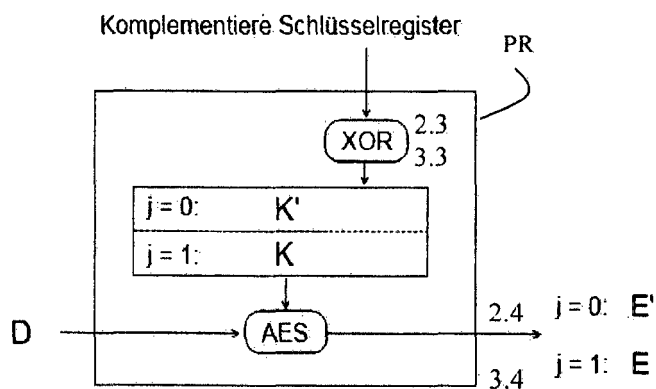 Komplementiere Schlüsselregister
PR
XOR
2.3
3.3
j = 0: K'
j = 1: K
D
AES
2.4
j = 0: E'
3.4
j = 1: E